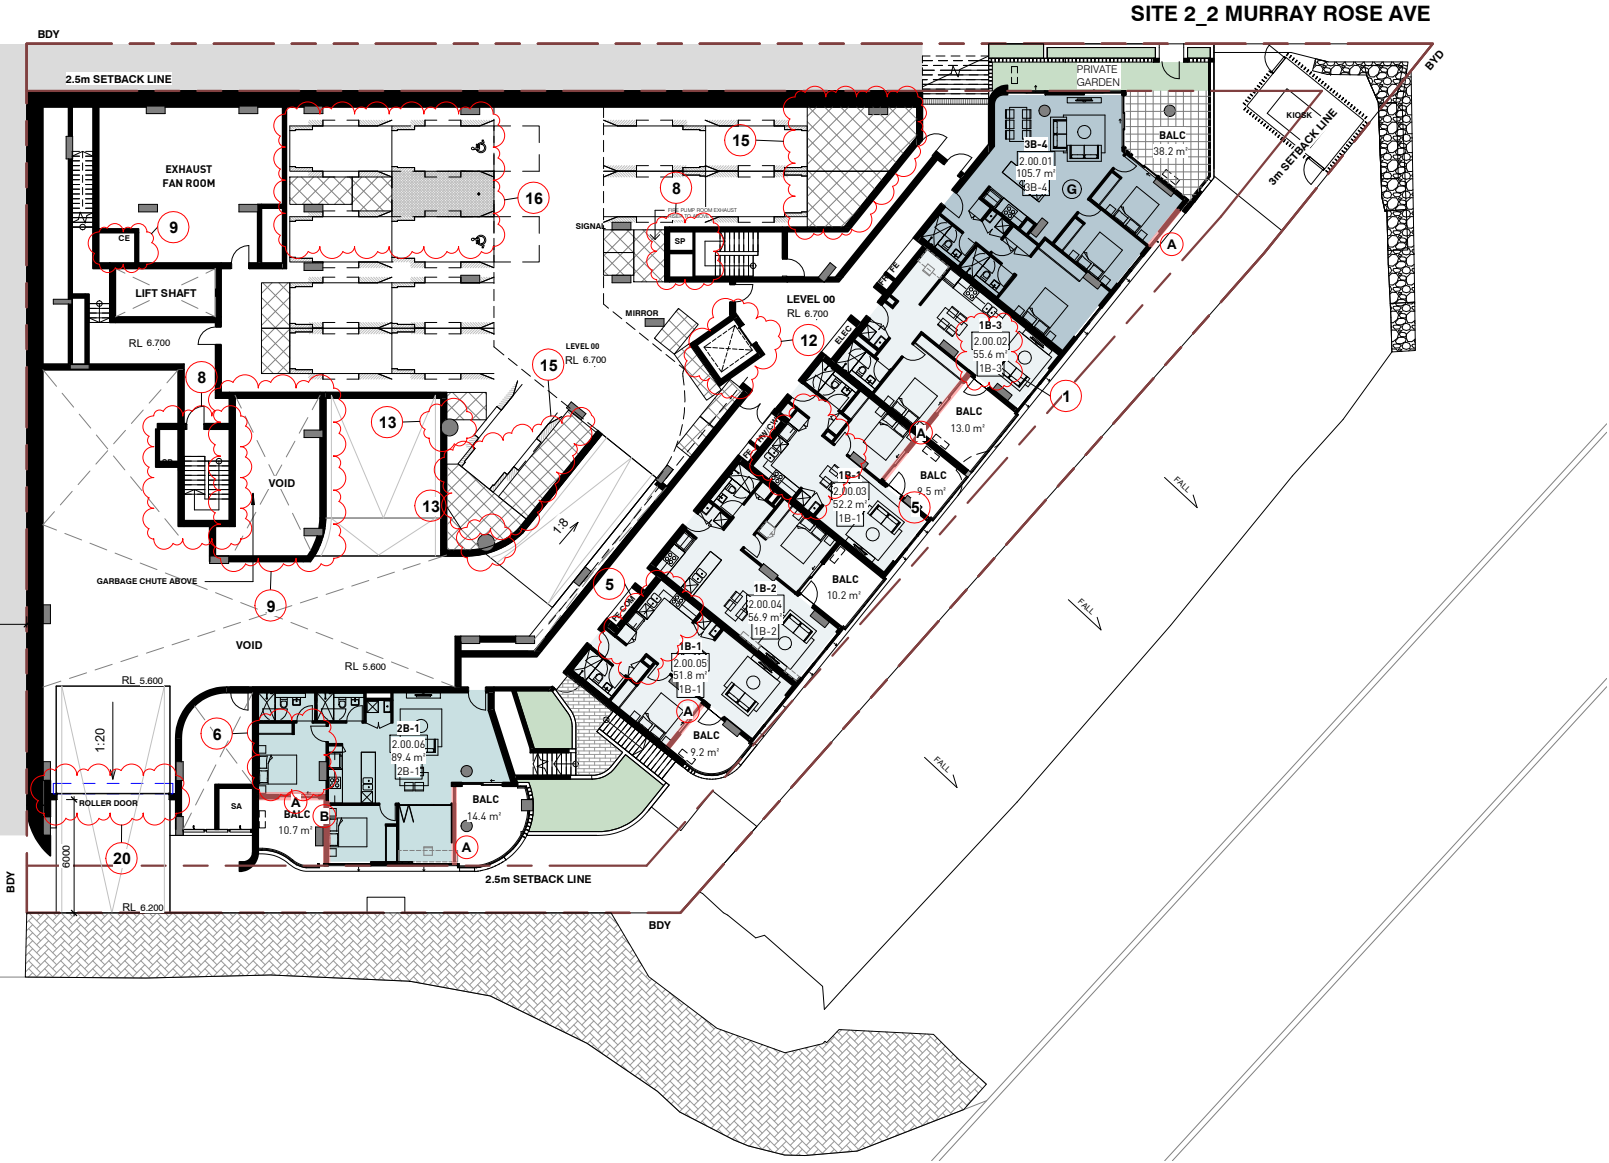 SITE 2_2 MURRAY ROSE AVE
BDY
BYD
2.5m SETBACK LINE
PRIVATE
GARDEN
KIOSK
3m SETBACK LINE
BALC
38.2 m²
3B-4
2.00.01
105.7 m²
3B-4
G
A
EXHAUST
FAN ROOM
15
16
8
FIRE PUMP ROOM EXHAUST
SIGNAL
SP
CE
9
LIFT SHAFT
RL 6.700
LEVEL 00
RL 6.700
MIRROR
12
FE
ELEC
1B-3
2.00.02
55.6 m²
1B-3
1
LEVEL 00
RL 6.700
15
8
13
BALC
13.0 m²
A
FE
HW/CW
BALC
9.5 m²
1B-1
2.00.03
52.2 m²
1B-1
5
VOID
13
1:8
FALL
GARBAGE CHUTE ABOVE
9
5
BALC
10.2 m²
1B-2
2.00.04
56.9 m²
1B-2
FE COM
FALL
VOID
RL 5.600
1B-1
2.00.05
51.8 m²
1B-1
RL 5.600
A
BALC
9.2 m²
FALL
1:20
6
2B-1
2.00.06
89.4 m²
2B-1
ROLLER DOOR
SA
A
BALC
10.7 m²
B
BALC
14.4 m²
A
20
6000
BDY
2.5m SETBACK LINE
RL 6.200
BDY